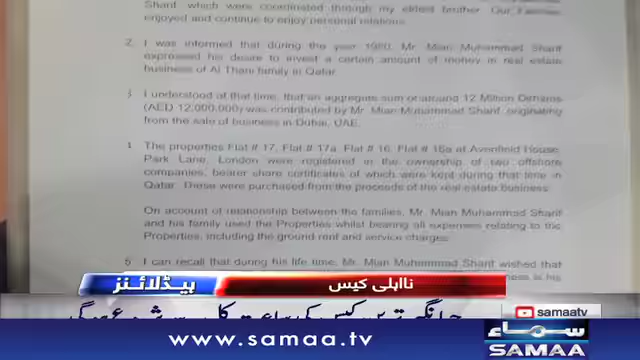 Sharif, which were coordinated through my eldest brother. Our Families
enjoyed and continue to enjoy personal relations.
2. I was informed that during the year 1980, Mr. Mian Muhammad Sharif
expressed his desire to invest a certain amount of money in real estate
business of Al Thani family in Qatar.
I understood at that time, that an aggregate sum of around 12 Million Dirhams
(AED 12,000,000) was contributed by Mr. Mian Muhammad Sharif, originating
from the sale of business in Dubai, UAE.
The properties Flat # 17, Flat # 17a, Flat # 16, Flat # 16a at Avenfield House,
Park Lane, London were registered in the ownership of two offshore
companies, bearer share certificates of which were kept during that time in
Qatar. These were purchased from the proceeds of the real estate business.
On account of relationship between the families, Mr. Mian Muhammad Sharif
and his family used the Properties whilst bearing all expenses relating to the
Properties, including the ground rent and service charges.
5. I can recall that during his life time, Mr. Mian Muhammad Sharif wished that
ness is his
نااہلی کیس
ہیڈلائنز
samaatv
www.samaa.tv
سماء
SAMAA